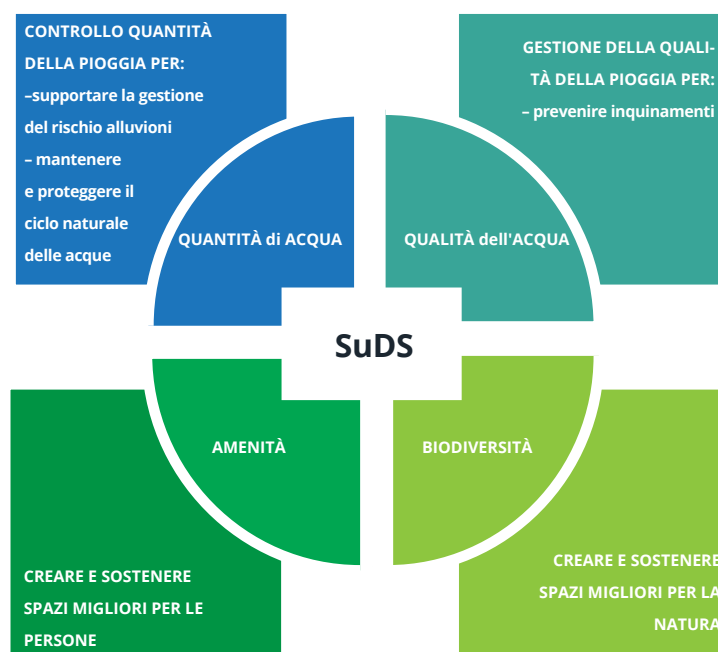 CONTROLLO QUANTITÀ
DELLA PIOGGIA PER:
–supportare la gestione
del rischio alluvioni
– mantenere
e proteggere il
ciclo naturale
delle acque
GESTIONE DELLA QUALI-
TÀ DELLA PIOGGIA PER:
– prevenire inquinamenti
QUANTITÀ di ACQUA
QUALITÀ dell'ACQUA
SuDS
AMENITÀ
BIODIVERSITÀ
CREARE E SOSTENERE
SPAZI MIGLIORI PER LE
PERSONE
CREARE E SOSTENERE
SPAZI MIGLIORI PER LA
NATURA